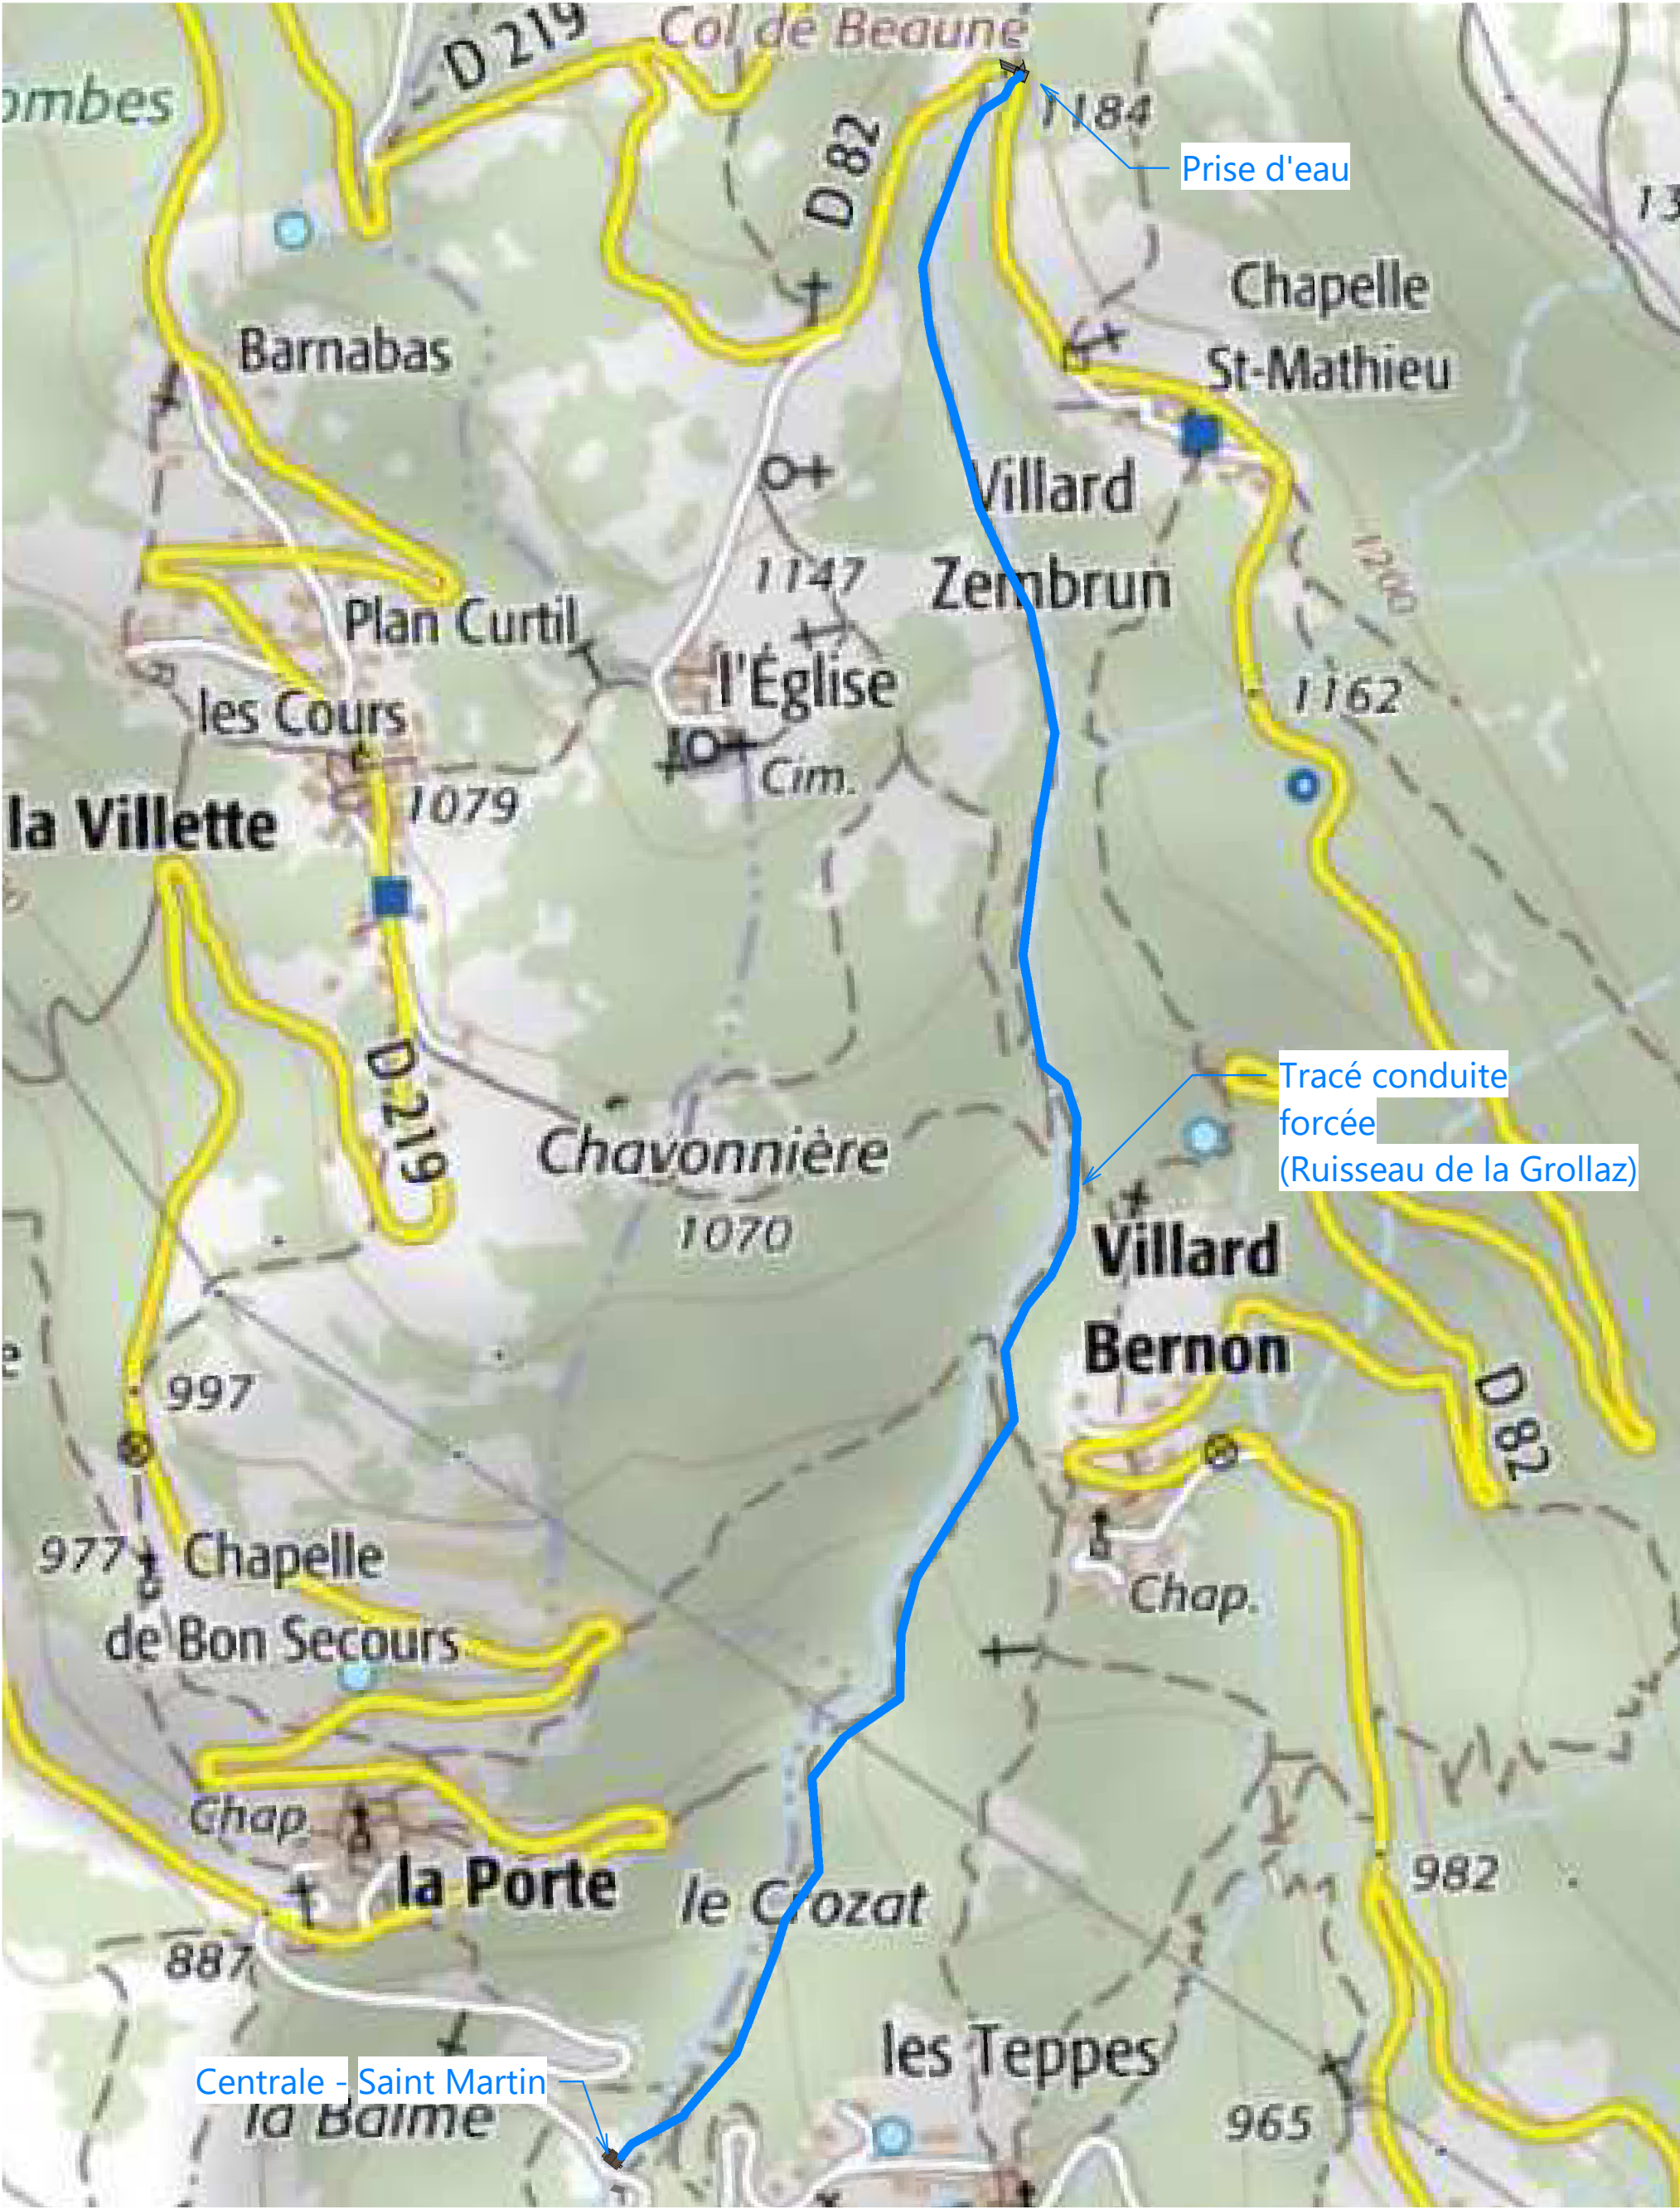 D 219
Col de Beaune
ombes
1184
D 82
Prise d'eau
13
Chapelle
St-Mathieu
Barnabas
Villard
Zembrun
1147
1200
Plan Curtil
l'Église
les Cours
1162
Cim.
la Villette
1079
D 219
Tracé conduite
forcée
(Ruisseau de la Grollaz)
Chavonnière
1070
Villard
Bernon
e
997
D 82
977
Chapelle
de Bon Secours
Chap.
Chap.
la Porte
le Crozat
982
887
les Teppes
Centrale - Saint Martin
la Balme
965